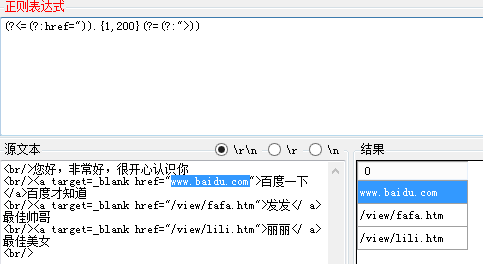 正则表达式
(?<=(?:href=")).{1,200}(?=(?:">))
源文本
\r\n
\r
\n
结果
<br/>您好，非常好，很开心认识你
<br/><a target=_blank href="www.baidu.com">百度一下
</a>百度才知道
<br/><a target=_blank href="/view/fafa.htm">发发</ a>
最佳帅哥
<br/><a target=_blank href="/view/lili.htm">丽丽</ a>
最佳美女
<br/>
0
www.baidu.com
/view/fafa.htm
/view/lili.htm